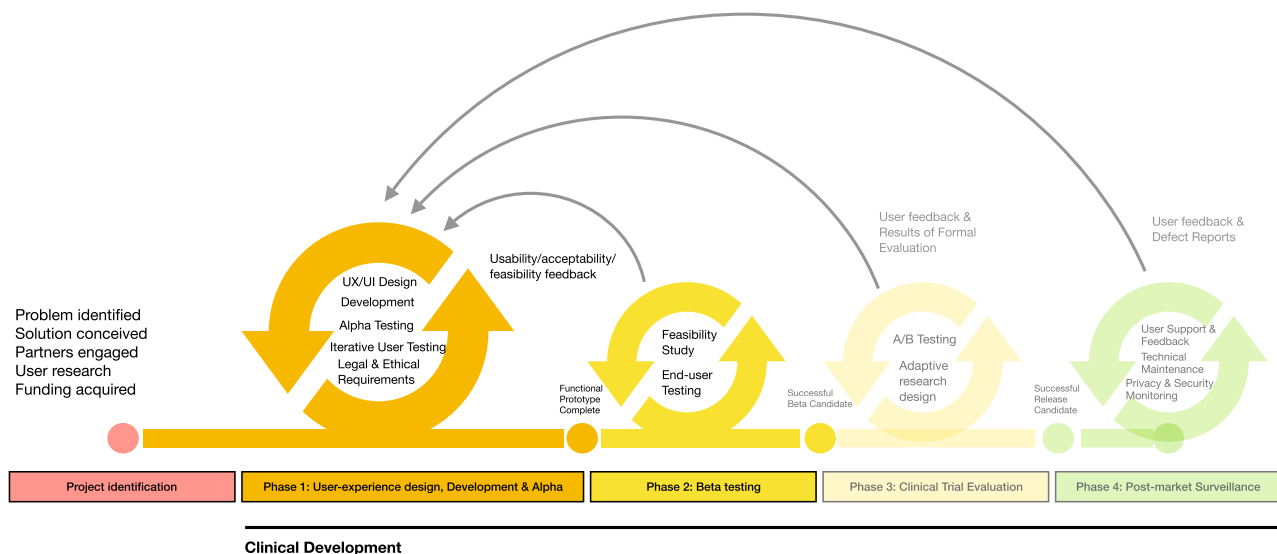 Problem identified
Solution conceived
Partners engaged
User research
Funding acquired
UX/UI Design
Development
Alpha Testing
Iterative User Testing
Legal & Ethical
Requirements
Usability/acceptability/
feasibility feedback
Functional
Prototype
Complete
Feasibility
Study
End-user
Testing
User feedback &
Results of Formal
Evaluation
Successful
Beta Candidate
A/B Testing
Adaptive
research
design
User feedback &
Defect Reports
Successful
Release
Candidate
User Support &
Feedback
Technical
Maintenance
Privacy & Security
Monitoring
Project identification
Phase 1: User-experience design, Development & Alpha
Phase 2: Beta testing
Phase 3: Clinical Trial Evaluation
Phase 4: Post-market Surveillance
Clinical Development